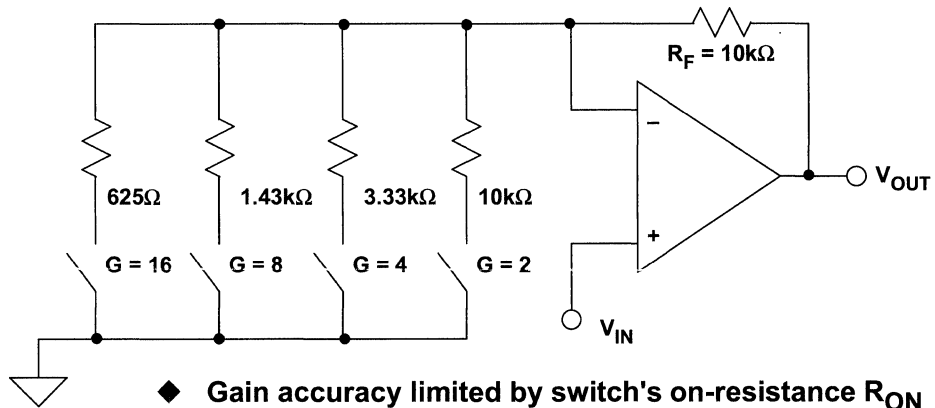 R_F = 10kΩ
−
625Ω
1.43kΩ
3.33kΩ
10kΩ
V_OUT
+
G = 16
G = 8
G = 4
G = 2
V_IN
◆ Gain accuracy limited by switch's on-resistance R_ON